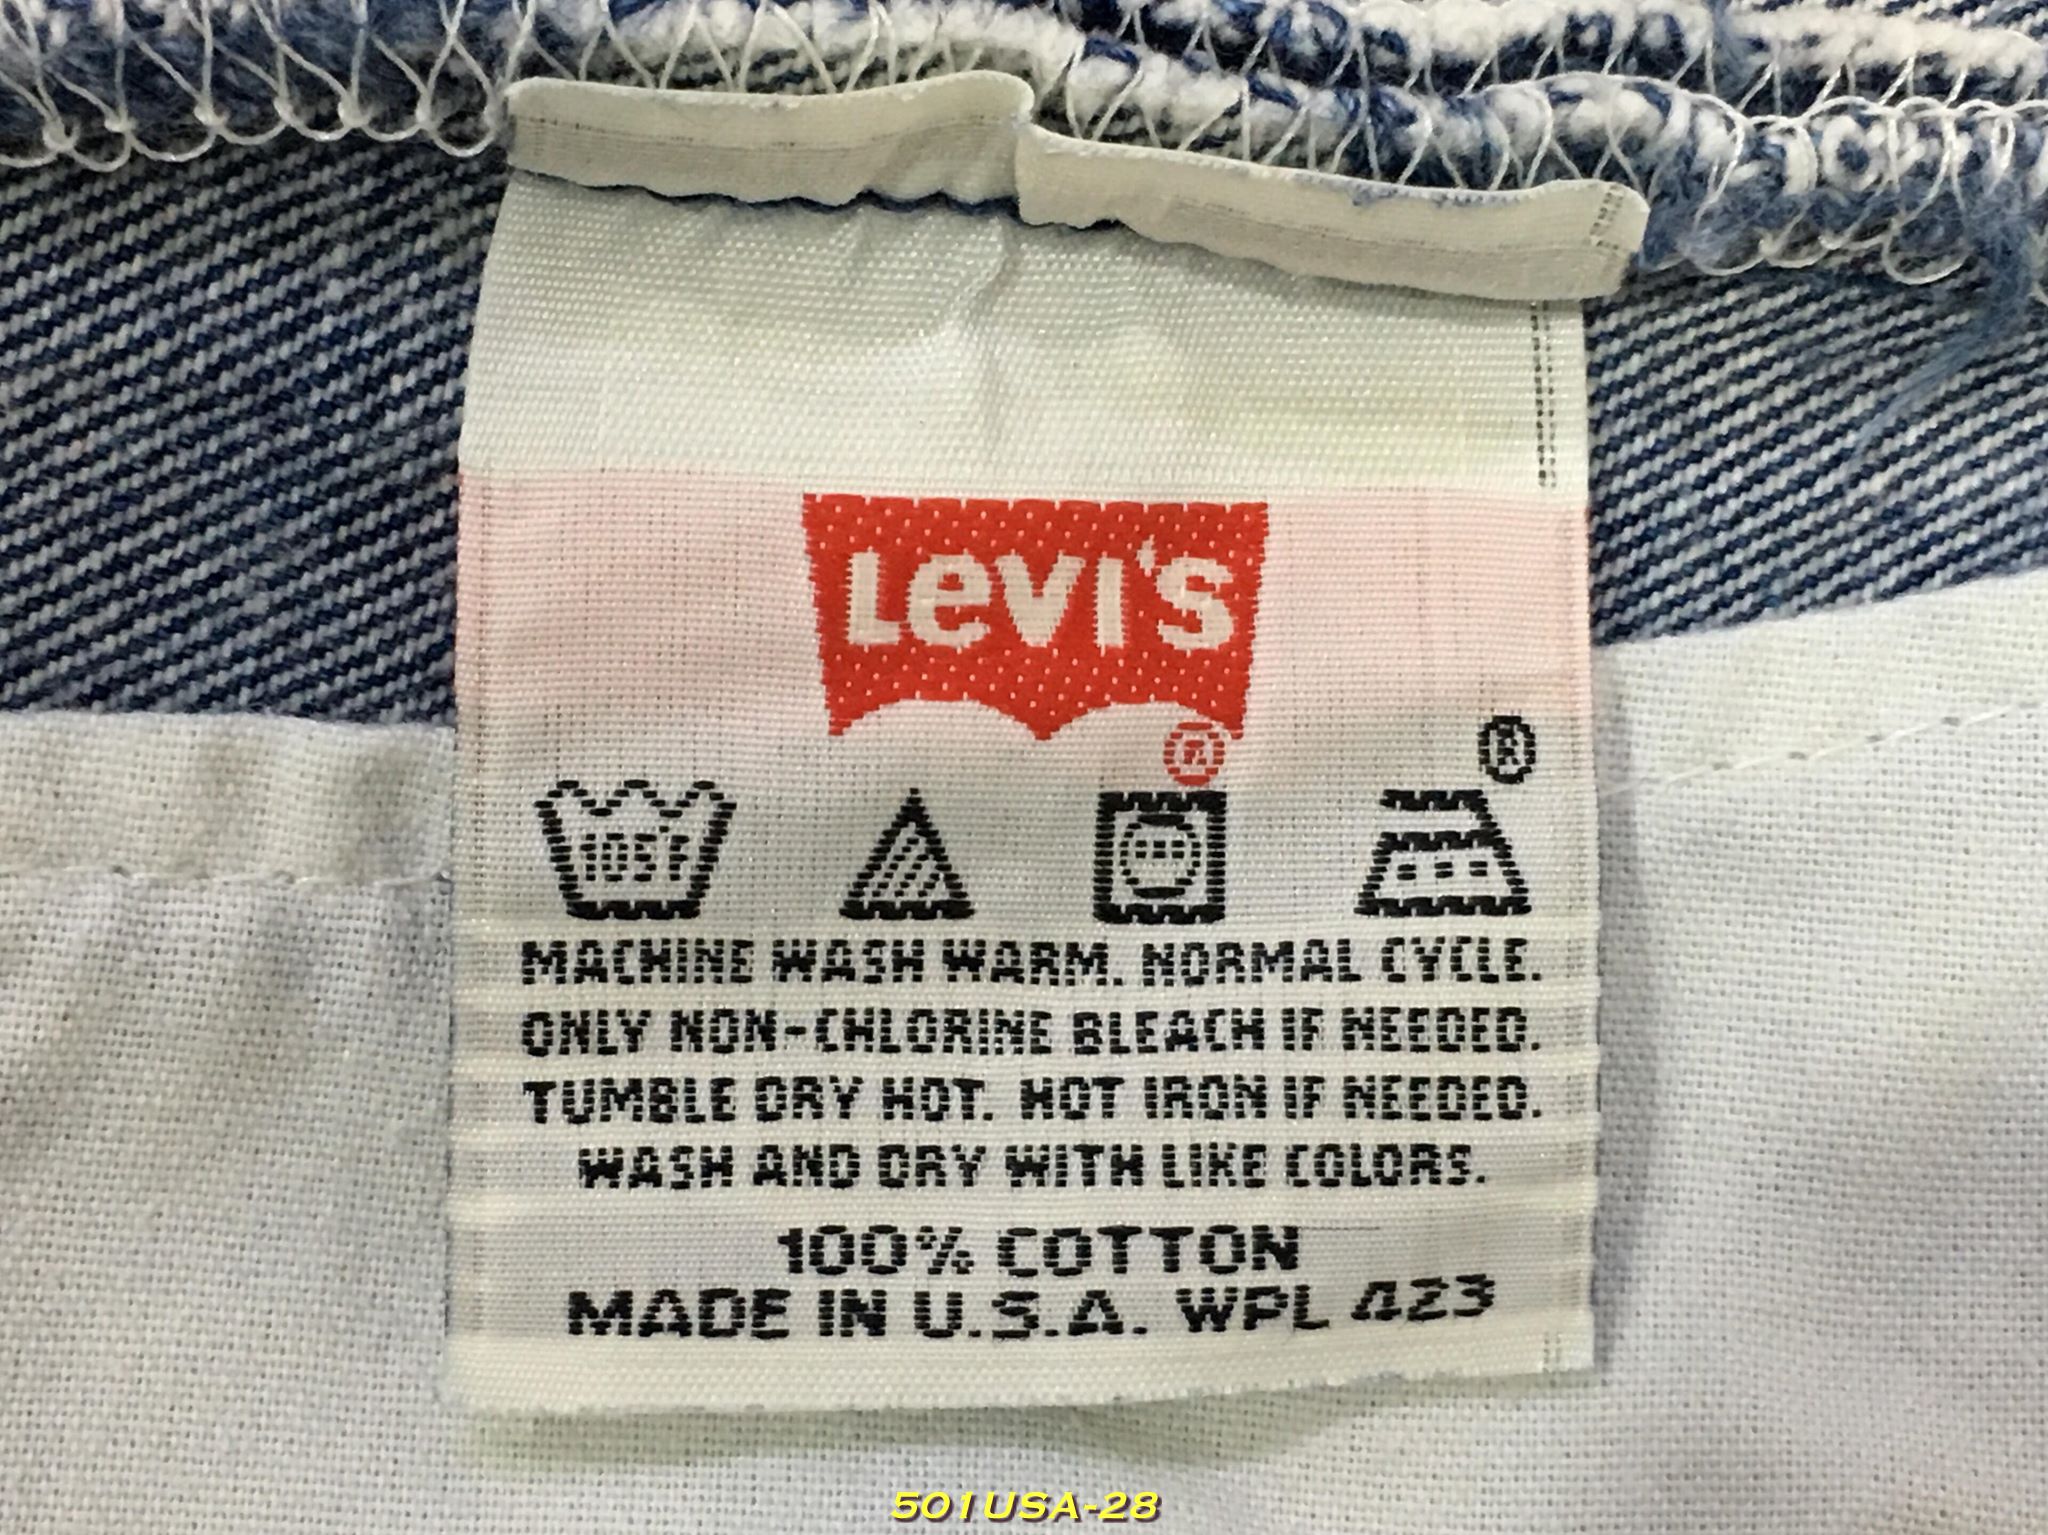 LEVI'S
®
®
105°F
MACHINE WASH WARM. NORMAL CYCLE.
ONLY NON-CHLORINE BLEACH IF NEEDED.
TUMBLE DRY HOT. HOT IRON IF NEEDED.
WASH AND DRY WITH LIKE COLORS.
100% COTTON
MADE IN U.S.A. WPL 423
501USA-28